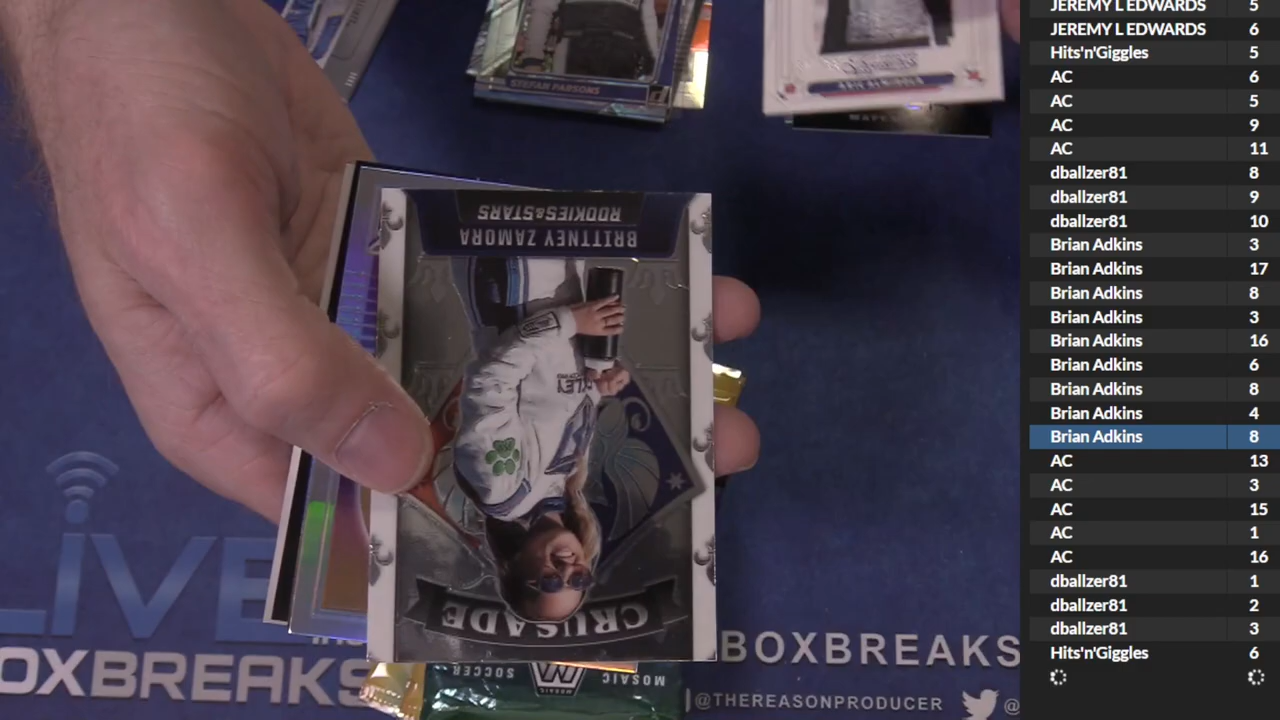 STEFAN PARSONS
ROOKIES & STARS
BRITTNEY ZAMORA
CRUSADE
MOSAIC
SOCCER
LIVE
BOXBREAKS
OXBREAKS
@THEREASONPRODUCER
@
JEREMY L EDWARDS 5
JEREMY L EDWARDS 6
Hits'n'Giggles 5
AC 6
AC 5
AC 9
AC 11
dballzer81 8
dballzer81 9
dballzer81 10
Brian Adkins 3
Brian Adkins 17
Brian Adkins 8
Brian Adkins 3
Brian Adkins 16
Brian Adkins 6
Brian Adkins 8
Brian Adkins 4
Brian Adkins 8
AC 13
AC 3
AC 15
AC 1
AC 16
dballzer81 1
dballzer81 2
dballzer81 3
Hits'n'Giggles 6